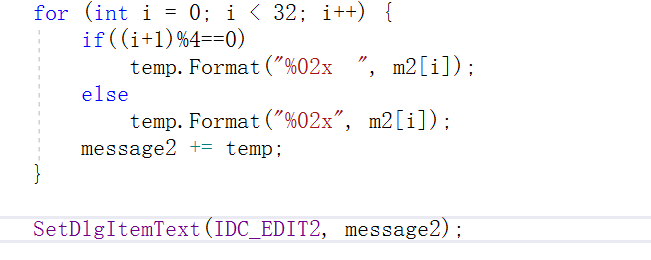 for (int i = 0; i < 32; i++) {
if((i+1)%4==0)
temp.Format("%02x  ", m2[i]);
else
temp.Format("%02x", m2[i]);
message2 += temp;
}
SetDlgItemText(IDC_EDIT2, message2);